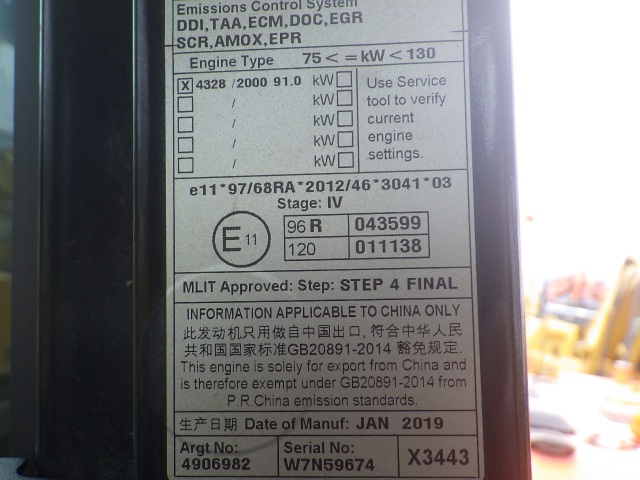 Emissions Control System
DDI,TAA,ECM,DOC,EGR
SCR,AMOX,EPR
Engine Type 75 < = kW < 130
X 4328 /2000 91.0 kW
/ kW
/ kW
/ kW
/ kW
Use Service
tool to verify
current
engine
settings.
e11*97/68RA*2012/46*3041*03
Stage: IV
E11
96 R 043599
120 011138
MLIT Approved: Step: STEP 4 FINAL
INFORMATION APPLICABLE TO CHINA ONLY
此发动机只用做自中国出口, 符合中华人民
共和国国家标准GB20891-2014 豁免规定.
This engine is solely for export from China and
is therefore exempt under GB20891-2014 from
P.R.China emission standards.
生产日期 Date of Manuf: JAN 2019
Argt No:
4906982
Serial No:
W7N59674
X3443